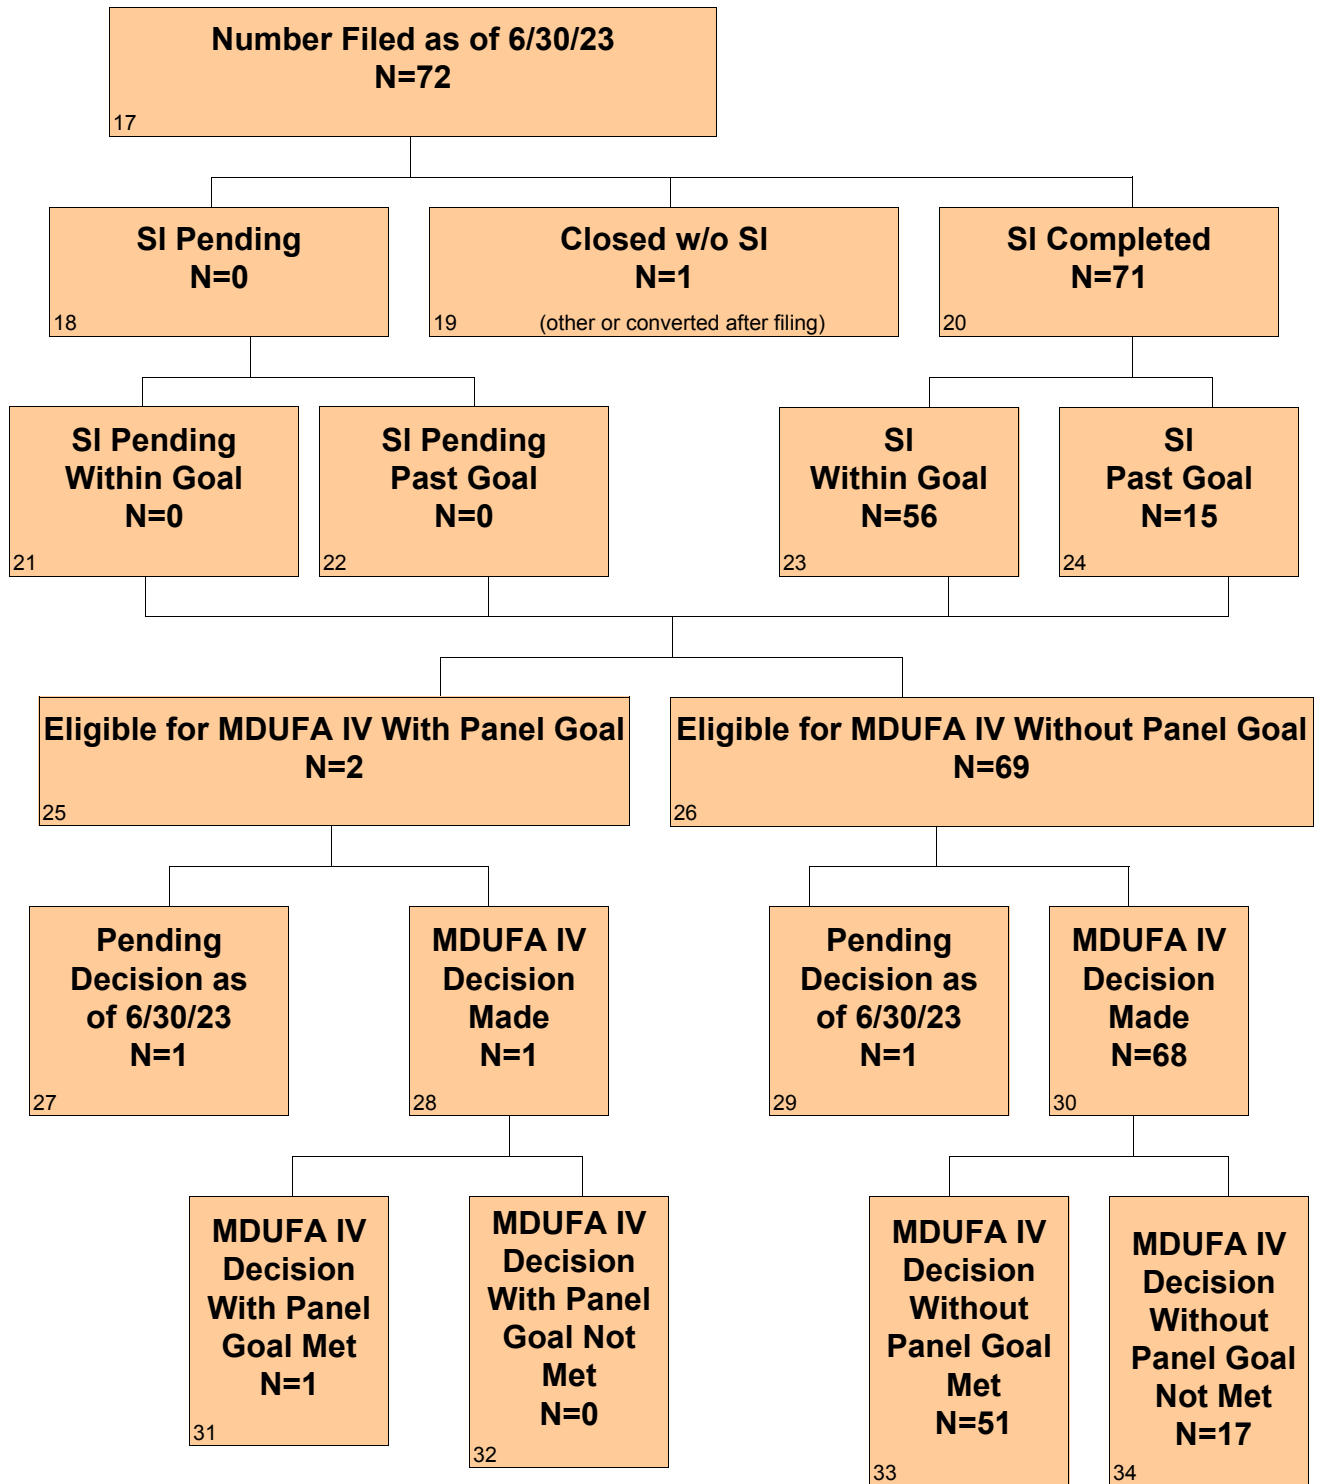 Number Filed as of 6/30/23
N=72
17
SI Pending
N=0
18
Closed w/o SI
N=1
19 (other or converted after filing)
SI Completed
N=71
20
SI Pending
Within Goal
N=0
21
SI Pending
Past Goal
N=0
22
SI
Within Goal
N=56
23
SI
Past Goal
N=15
24
Eligible for MDUFA IV With Panel Goal
N=2
25
Eligible for MDUFA IV Without Panel Goal
N=69
26
Pending
Decision as
of 6/30/23
N=1
27
MDUFA IV
Decision
Made
N=1
28
Pending
Decision as
of 6/30/23
N=1
29
MDUFA IV
Decision
Made
N=68
30
MDUFA IV
Decision
With Panel
Goal Met
N=1
31
MDUFA IV
Decision
With Panel
Goal Not
Met
N=0
32
MDUFA IV
Decision
Without
Panel Goal
Met
N=51
33
MDUFA IV
Decision
Without
Panel Goal
Not Met
N=17
34